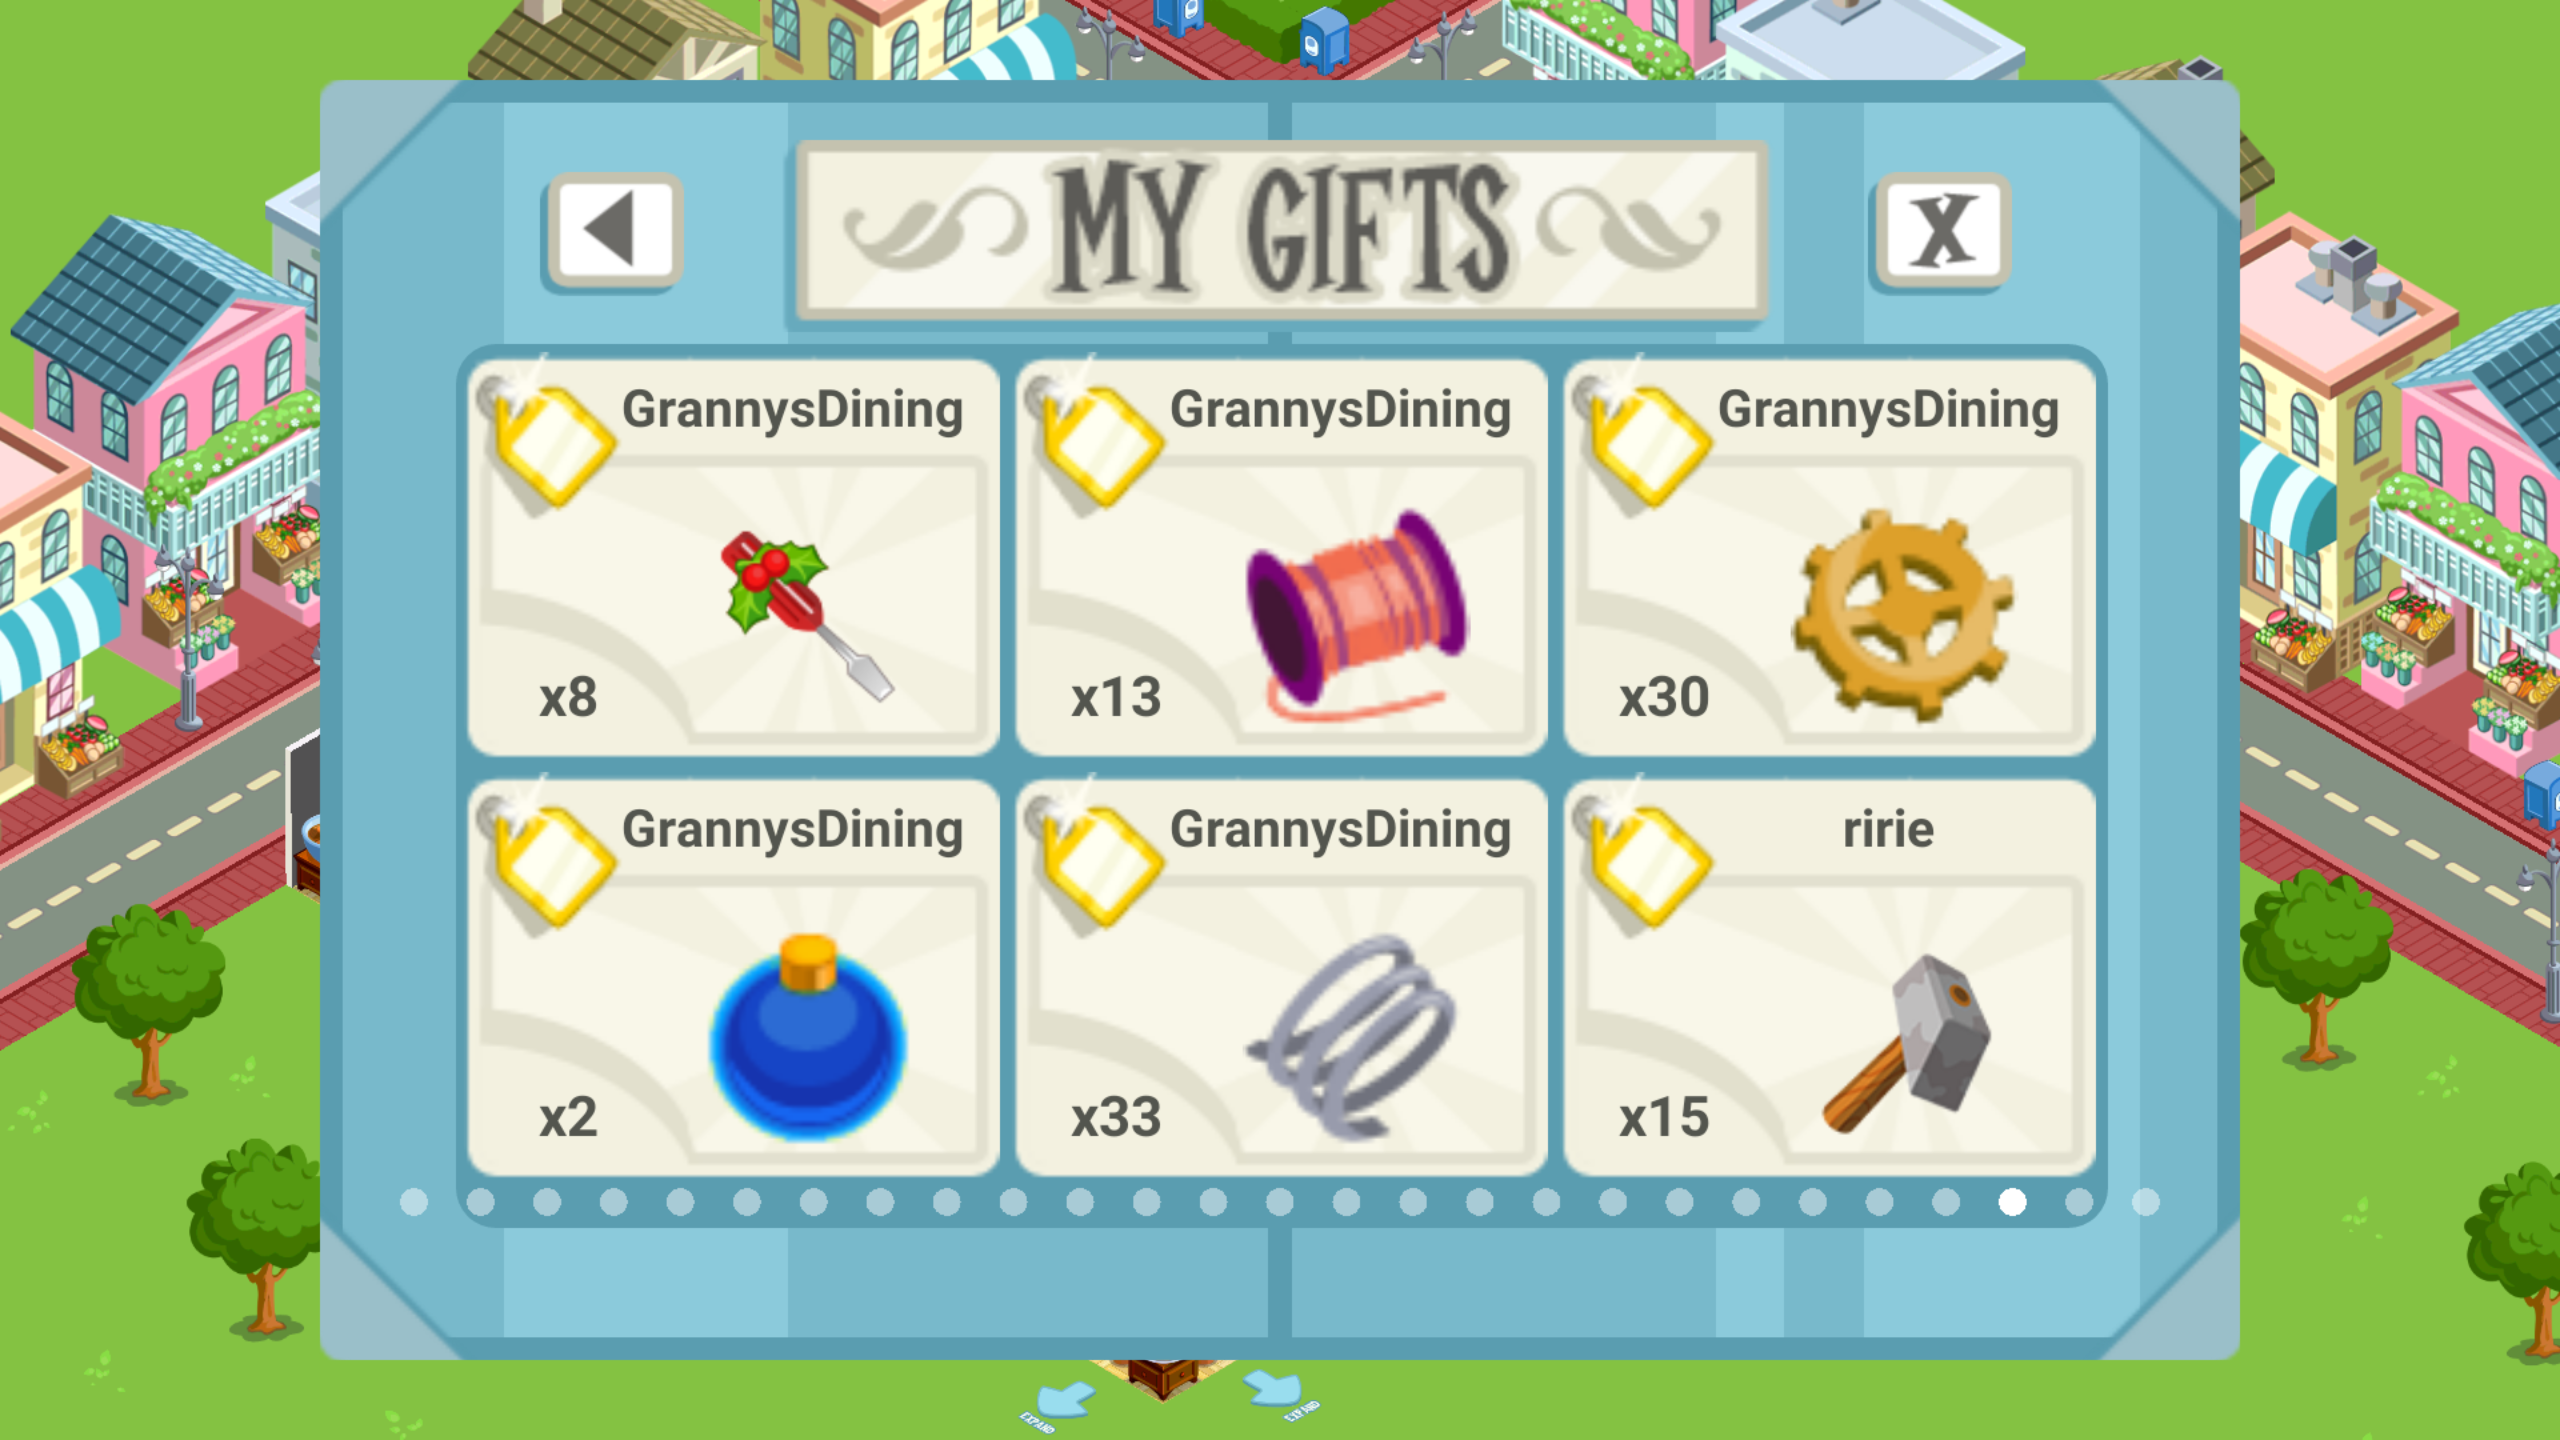 MY GIFTS
X
GrannysDining
GrannysDining
GrannysDining
x8
x13
x30
GrannysDining
GrannysDining
ririe
x2
x33
x15
EXPAND
EXPAND